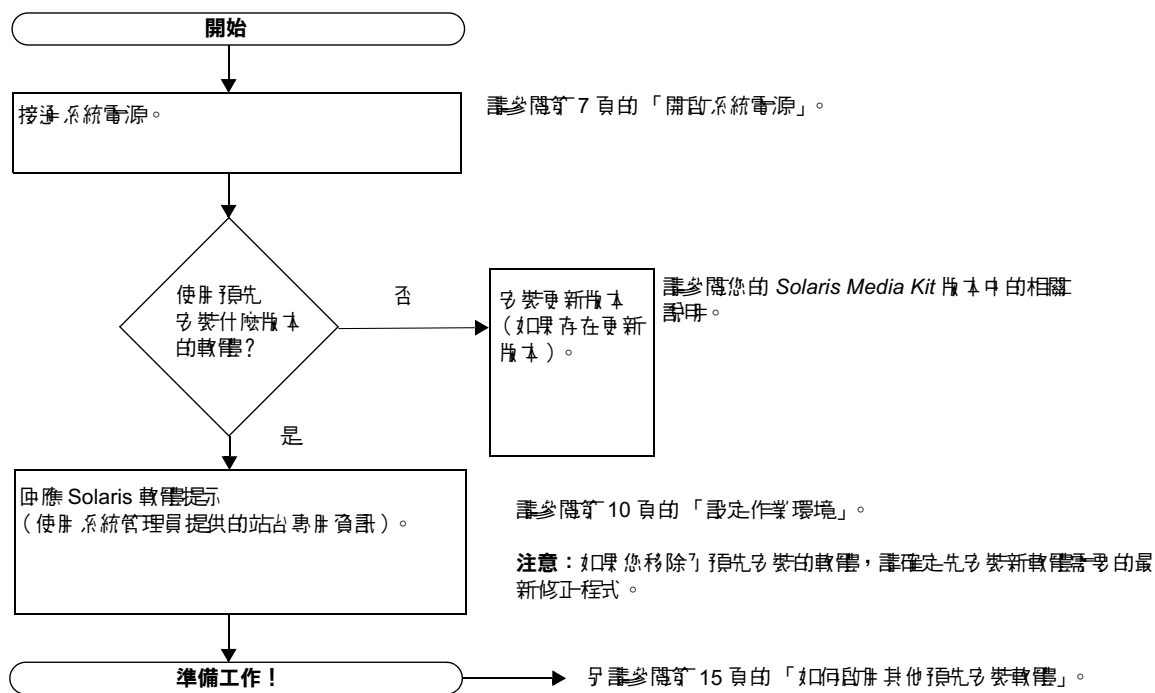 開始
接通系統電源。
請參閱第 7 頁的「開啟系統電源」。
使用預先
安裝什麼版本
的軟體?
否
安裝更新版本
(如果存在更新
版本)。
請參閱您的 Solaris Media Kit 版本中的相關
說明。
是
回應 Solaris 軟體提示
(使用系統管理員提供的站台專用資訊)。
請參閱第 10 頁的「設定作業環境」。
注意:如果您移除了預先安裝的軟體,請確定先安裝新軟體需要的最
新修正程式。
準備工作!
另請參閱第 15 頁的「如何啟用其他預先安裝軟體」。